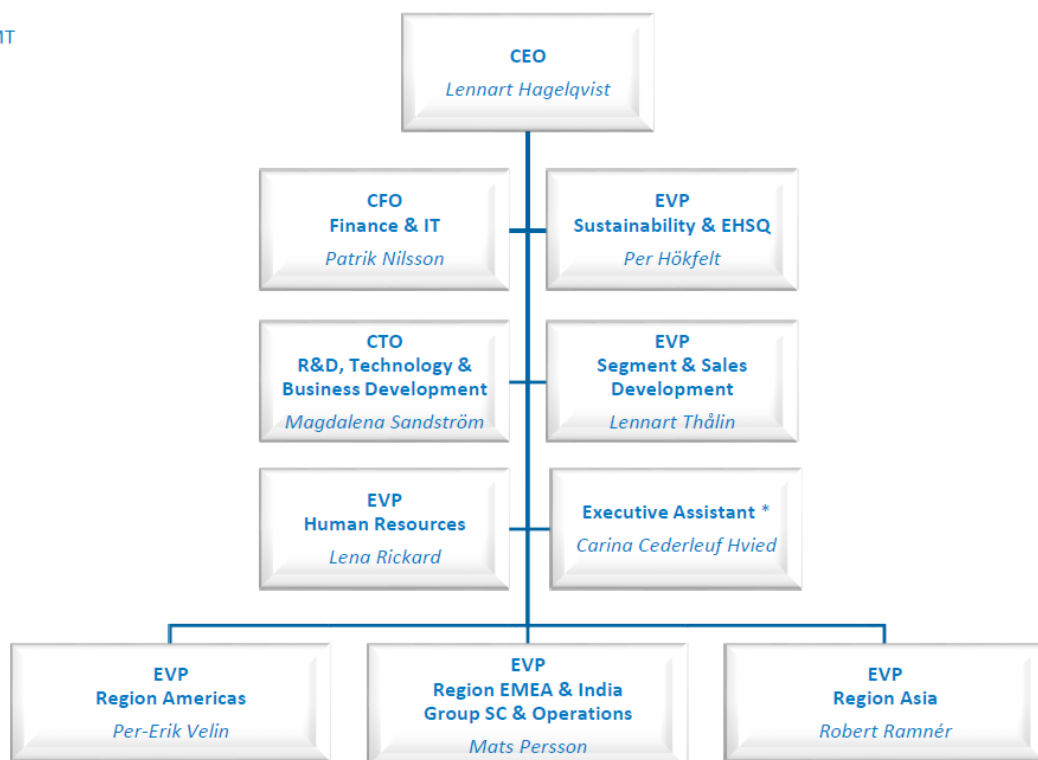 MT
CEO
Lennart Hagelqvist
CFO
Finance & IT
Patrik Nilsson
EVP
Sustainability & EHSQ
Per Hökfelt
CTO
R&D, Technology &
Business Development
Magdalena Sandström
EVP
Segment & Sales
Development
Lennart Thålin
EVP
Human Resources
Lena Rickard
Executive Assistant *
Carina Cederleuf Hvied
EVP
Region Americas
Per-Erik Velin
EVP
Region EMEA & India
Group SC & Operations
Mats Persson
EVP
Region Asia
Robert Ramnér